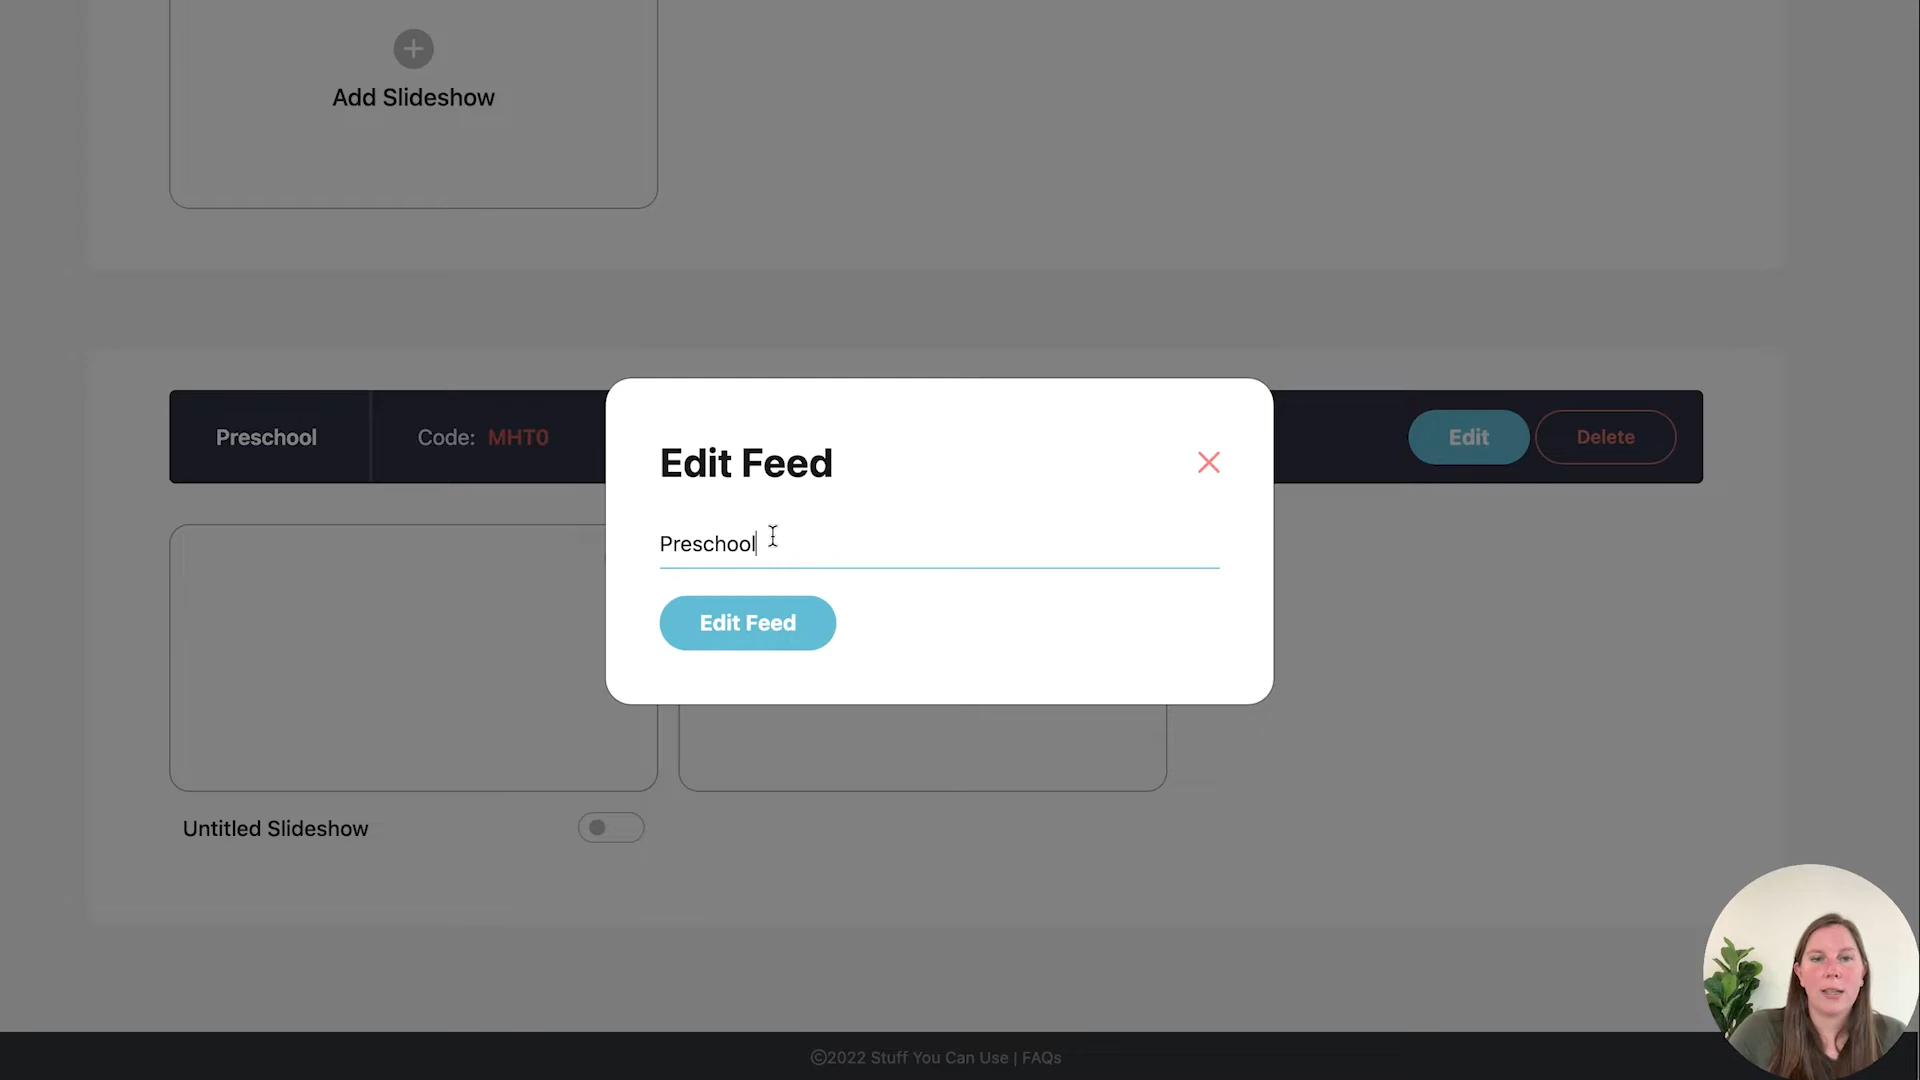 Add Slideshow
Preschool
Code: MHT0
Edit
Delete
Edit Feed
Preschool
Edit Feed
Untitled Slideshow
©2022 Stuff You Can Use | FAQs